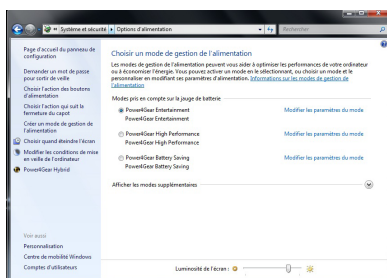 Système et sécurité ▸ Options d'alimentation
Rechercher
Page d'accueil du panneau de
configuration
Demander un mot de passe
pour sortir de veille
Choisir l'action des boutons
d'alimentation
Choisir l'action qui suit la
fermeture du capot
Créer un mode de gestion de
l'alimentation
Choisir quand éteindre l'écran
Modifier les conditions de mise
en veille de l'ordinateur
Power4Gear Hybrid
Voir aussi
Personnalisation
Centre de mobilité Windows
Comptes d'utilisateurs
Choisir un mode de gestion de l'alimentation
Les modes de gestion de l'alimentation peuvent vous aider à optimiser les performances de votre ordinateur
ou à économiser l'énergie. Vous pouvez activer un mode en le sélectionnant, ou choisir un mode et le
personnaliser en modifiant ses paramètres d'alimentation. Informations sur les modes de gestion de
l'alimentation
Modes pris en compte sur la jauge de batterie
Power4Gear Entertainment Modifier les paramètres du mode
Power4Gear Entertainment
Power4Gear High Performance Modifier les paramètres du mode
Power4Gear High Performance
Power4Gear Battery Saving Modifier les paramètres du mode
Power4Gear Battery Saving
Afficher les modes supplémentaires
Luminosité de l'écran :